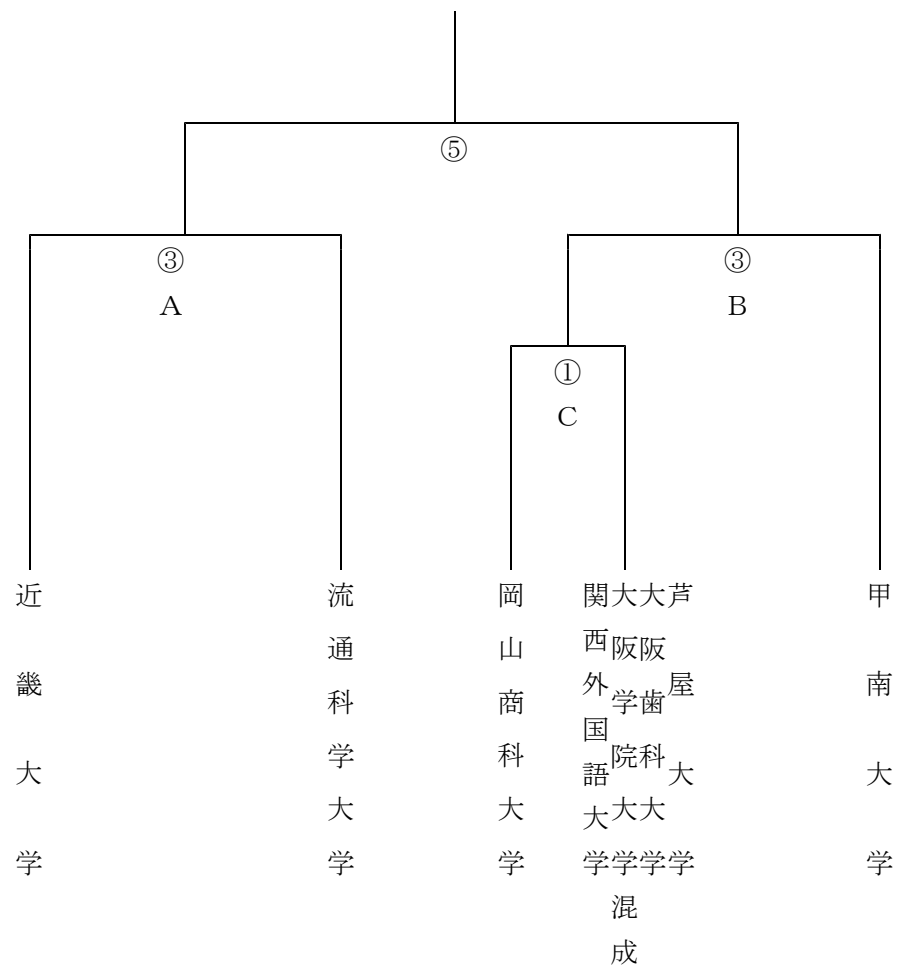 ⑤
③
A
③
B
①
C
近畿大学
流通科学大学
岡山商科大学
関西外国語大学
大阪学院大学
大阪歯科大学
芦屋大学
混成
甲南大学